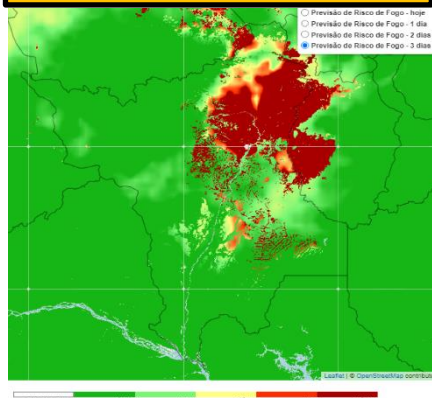 Previsão de Risco de Fogo - hoje
Previsão de Risco de Fogo - 1 dia
Previsão de Risco de Fogo - 2 dias
Previsão de Risco de Fogo - 3 dias
Leaflet | © OpenStreetMap contributo